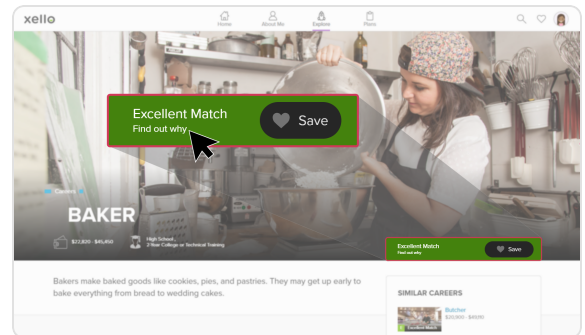 xello
Home
About Me
Explore
Plans
Excellent Match
Find out why
Save
Careers
BAKER
$22,820 - $45,450
High School ,
2-Year College or Technical Training
Excellent Match
Find out why
Save
Bakers make baked goods like cookies, pies, and pastries. They may get up early to
bake everything from bread to wedding cakes.
SIMILAR CAREERS
Butcher
Excellent Match